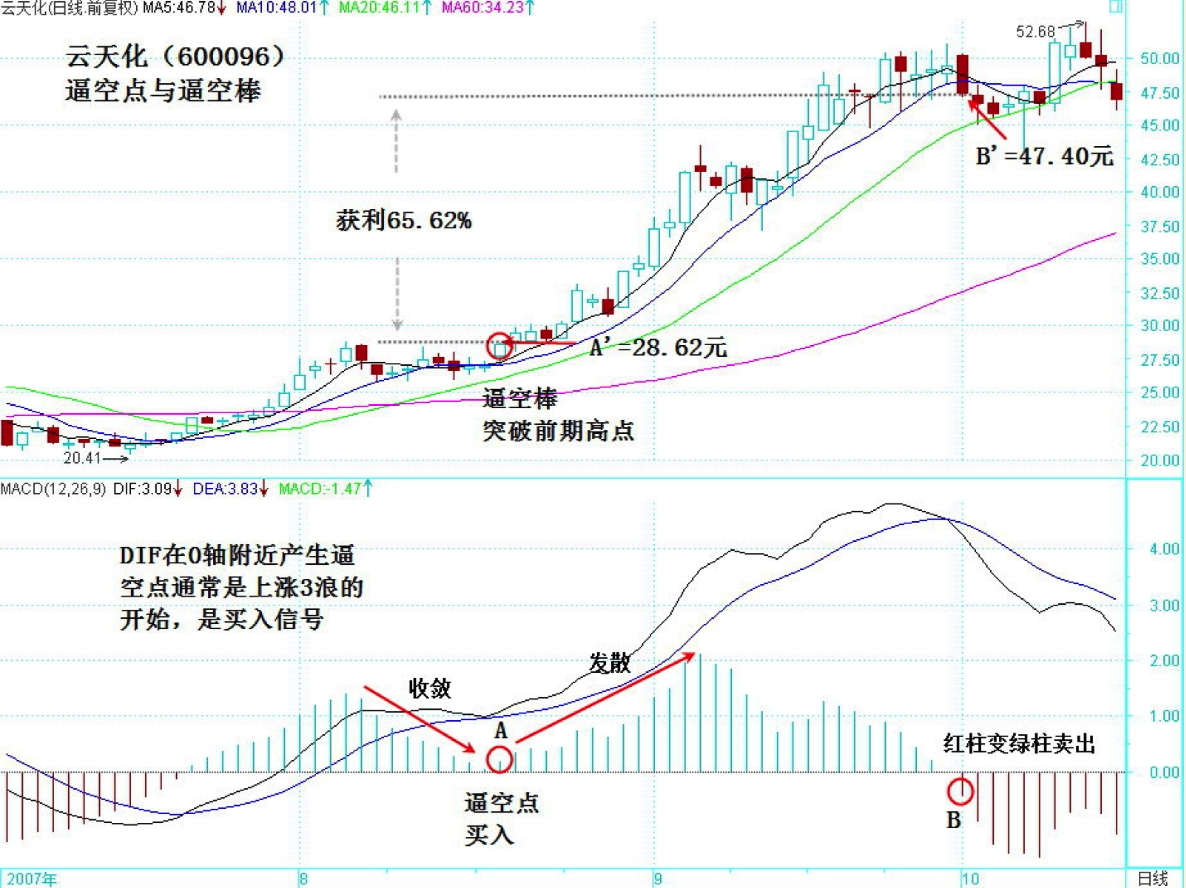 云天化(日线.前复权) MA5:46.78↓ MA10:48.01↑ MA20:46.11↑ MA60:34.23↑
云天化（600096）
逼空点与逼空棒
52.68
50.00
47.50
45.00
42.50
40.00
37.50
35.00
32.50
30.00
27.50
25.00
22.50
20.00
B'=47.40元
获利65.62%
A'=28.62元
逼空棒
突破前期高点
20.41
MACD(12,26,9) DIF:3.09↓ DEA:3.83↓ MACD:-1.47↑
DIF在0轴附近产生逼
空点通常是上涨3浪的
开始，是买入信号
4.00
3.00
2.00
1.00
0.00
收敛
发散
A
逼空点
买入
红柱变绿柱卖出
B
2007年
8
9
10
日线